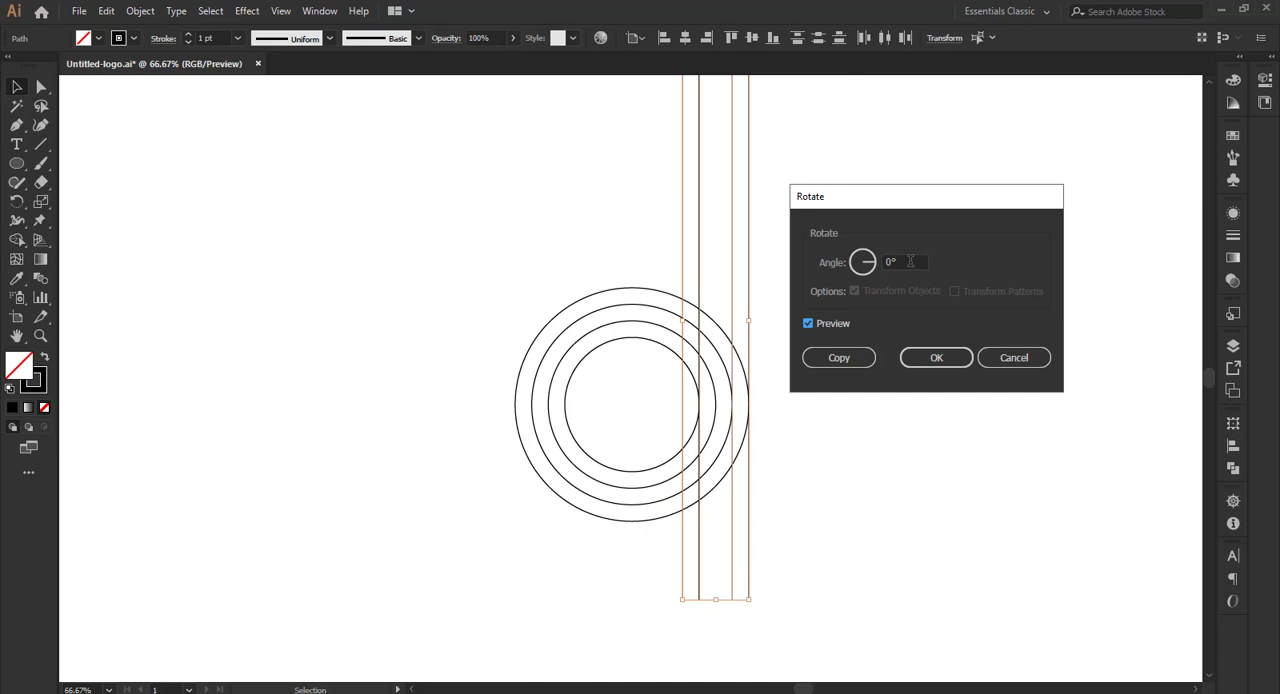 Ai File Edit Object Type Select Effect View Window Help Essentials Classic Search Adobe Stock
Path Stroke: 1 pt Uniform Basic Opacity: 100% Style: Transform
Untitled-logo.ai* @ 66.67% (RGB/Preview)
Rotate
Rotate
Angle: 0°
Options: Transform Objects Transform Patterns
Preview
Copy OK Cancel
66.67% 1 Selection